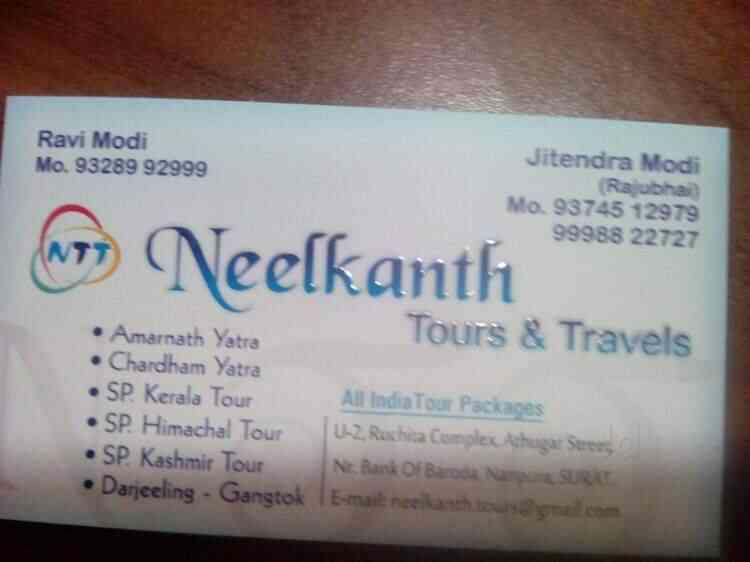 Ravi Modi
Mo. 93289 92999
Jitendra Modi
(Rajubhai)
Mo. 93745 12979
99988 22727
NTT
Neelkanth
Tours & Travels
• Amarnath Yatra
• Chardham Yatra
• SP. Kerala Tour
• SP. Himachal Tour
• SP. Kashmir Tour
• Darjeeling - Gangtok
All India Tour Packages
U-2, Ruchita Complex, Athugar Street,
Nr. Bank Of Baroda, Nanpura, SURAT.
E-mail: neelkanth.tours@gmail.com